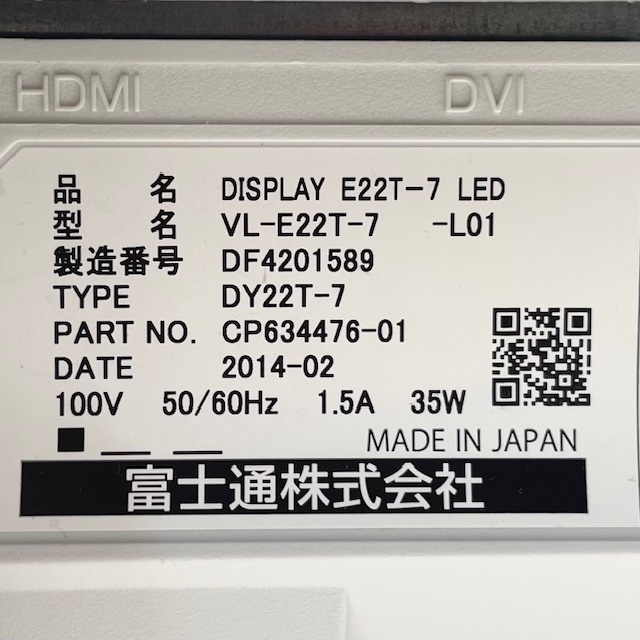 HDMI DVI
品 名 DISPLAY E22T-7 LED
型 名 VL-E22T-7 -L01
製造番号 DF4201589
TYPE DY22T-7
PART NO. CP634476-01
DATE 2014-02
100V 50/60Hz 1.5A 35W
MADE IN JAPAN
富士通株式会社